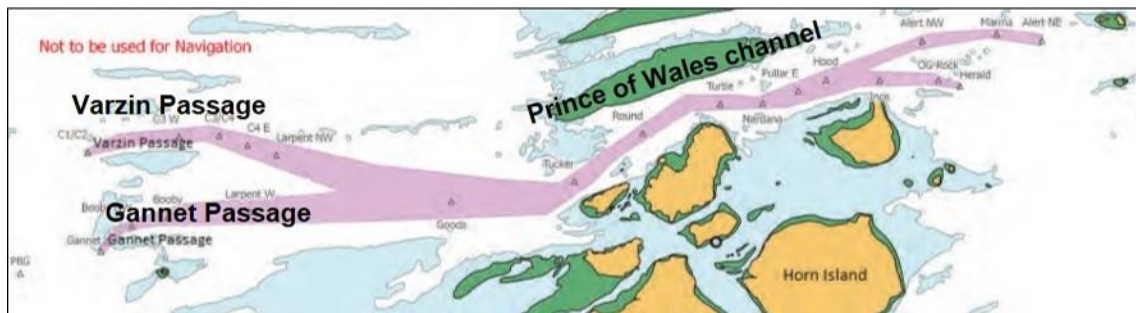 Not to be used for Navigation
Varzin Passage
C1/C2
C3 W
C3/C4
C4 E
Larpent NW
Varzin Passage
Booby
Larpent W
Gannet Passage
Gannet
Gannet Passage
PBG
Goods
Tucker
Round
Prince of Wales channel
Turtle
Nardana
Pullar E
Hood
Alert NW
Marina
Alert NE
OG-Rock
Herald
Ince
Horn Island